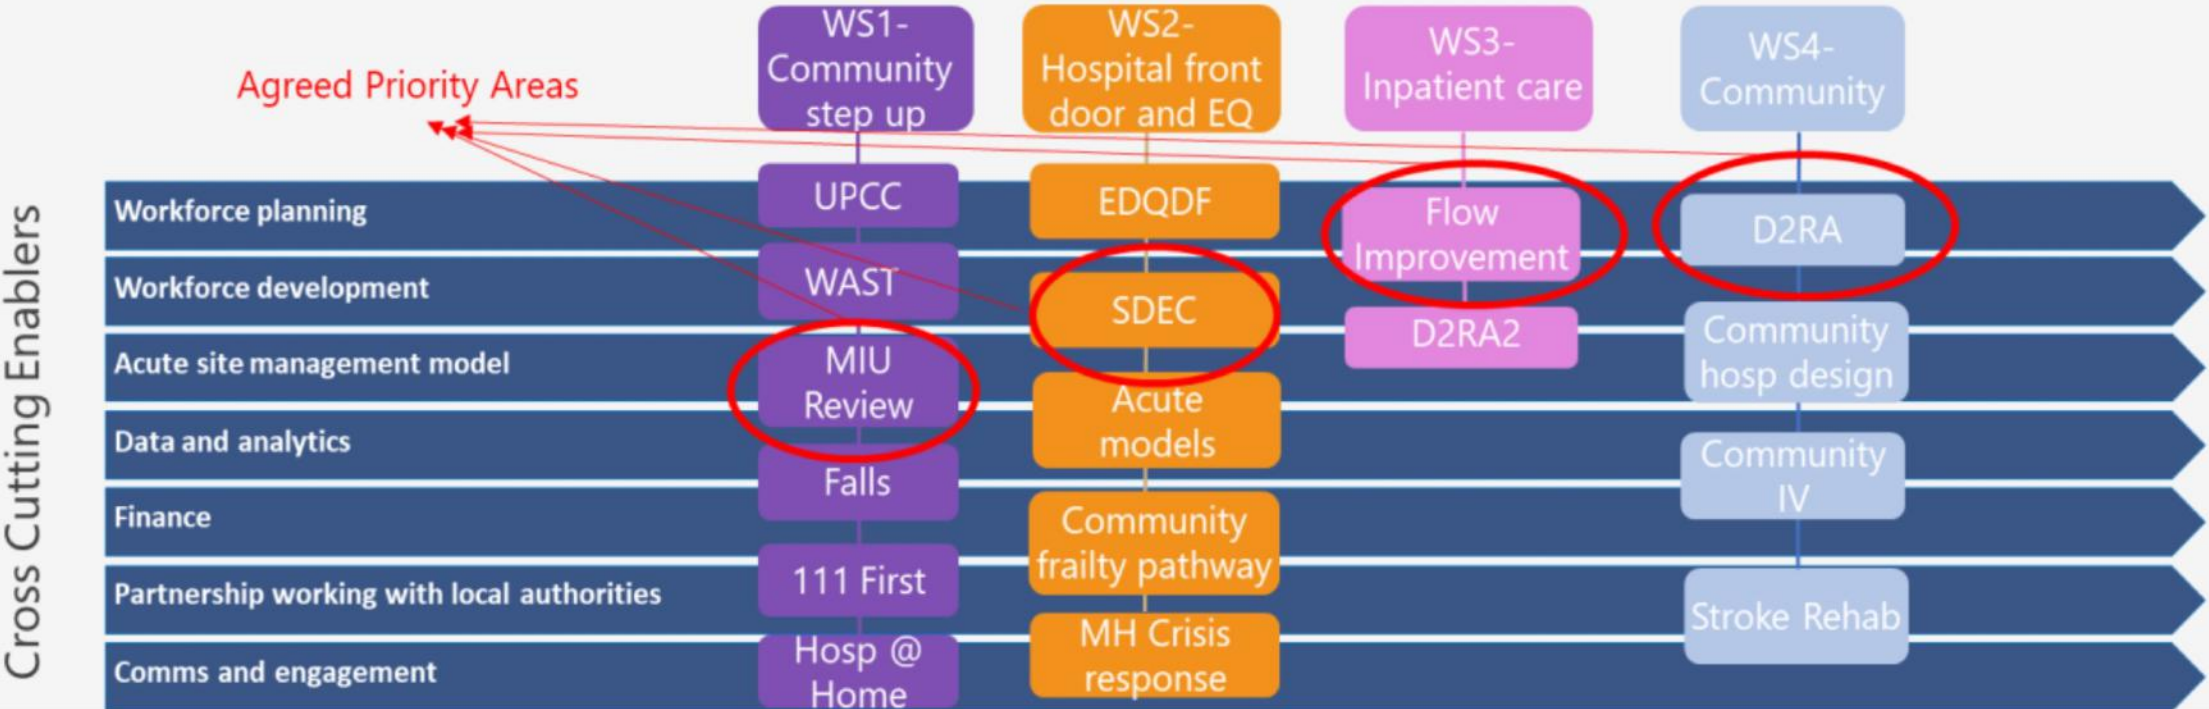 Agreed Priority Areas
WS1-
Community
step up
WS2-
Hospital front
door and EQ
WS3-
Inpatient care
WS4-
Community
Cross Cutting Enablers
Workforce planning
Workforce development
Acute site management model
Data and analytics
Finance
Partnership working with local authorities
Comms and engagement
UPCC
WAST
MIU
Review
Falls
111 First
Hosp @
Home
EDQDF
SDEC
Acute
models
Community
frailty pathway
MH Crisis
response
Flow
Improvement
D2RA2
D2RA
Community
hosp design
Community
IV
Stroke Rehab